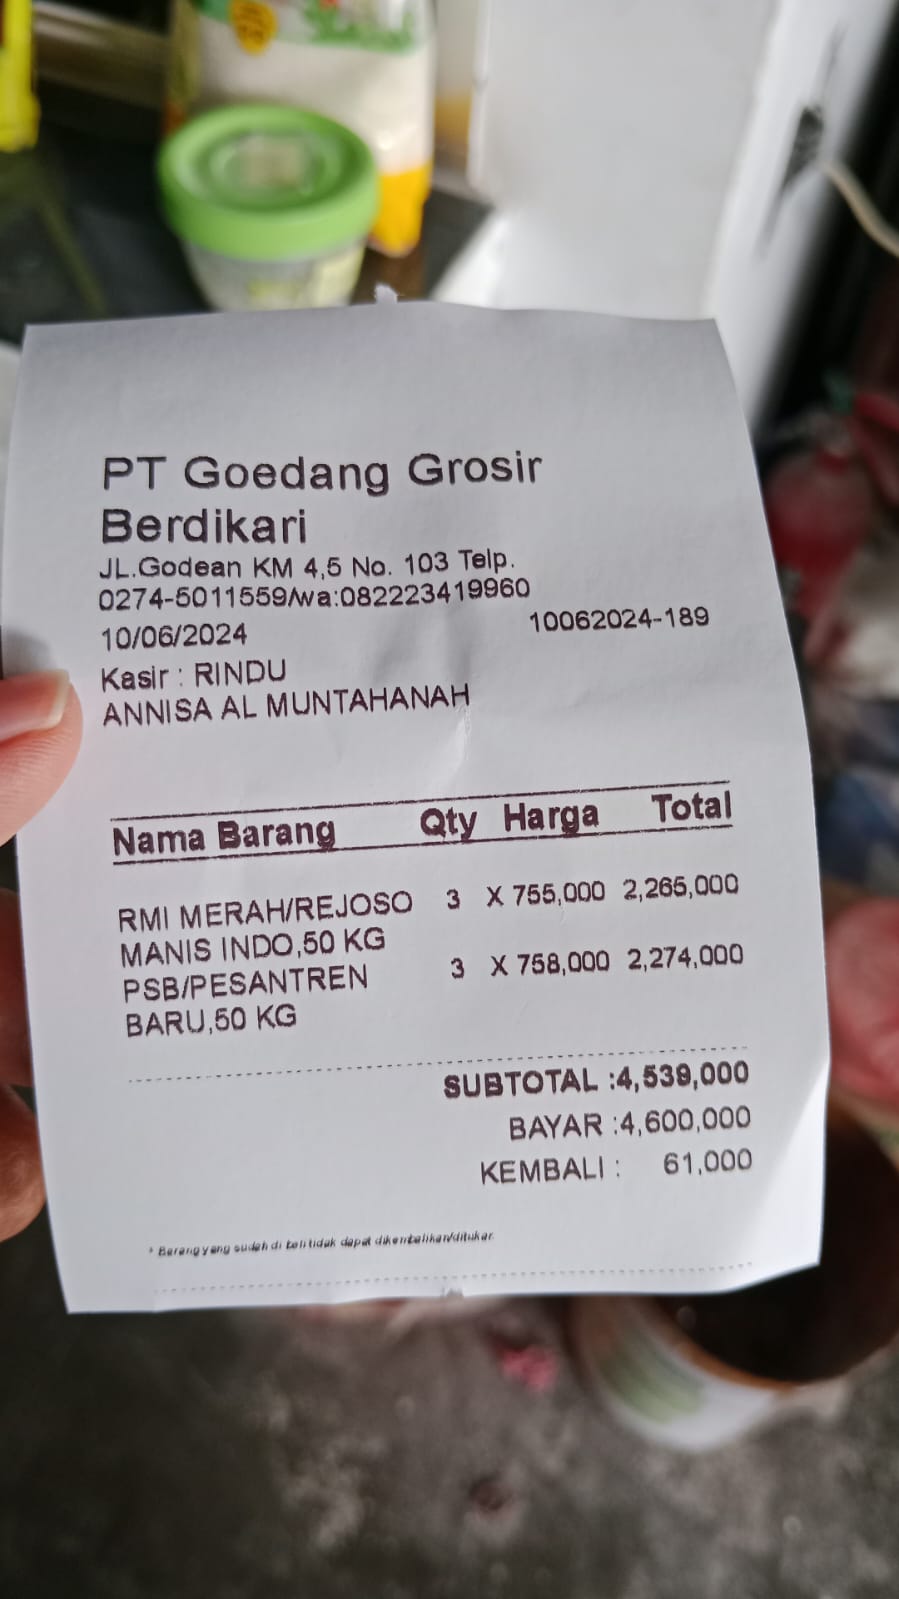 PT Goedang Grosir
Berdikari
JL.Godean KM 4,5 No. 103 Telp.
0274-5011559/wa:082223419960
10/06/2024 10062024-189
Kasir : RINDU
ANNISA AL MUNTAHANAH
Nama Barang Qty Harga Total
RMI MERAH/REJOSO 3 X 755,000 2,265,000
MANIS INDO,50 KG
PSB/PESANTREN 3 X 758,000 2,274,000
BARU,50 KG
SUBTOTAL :4,539,000
BAYAR :4,600,000
KEMBALI : 61,000
* Barang yang sudah di beli tidak dapat dikembalikan/ditukar